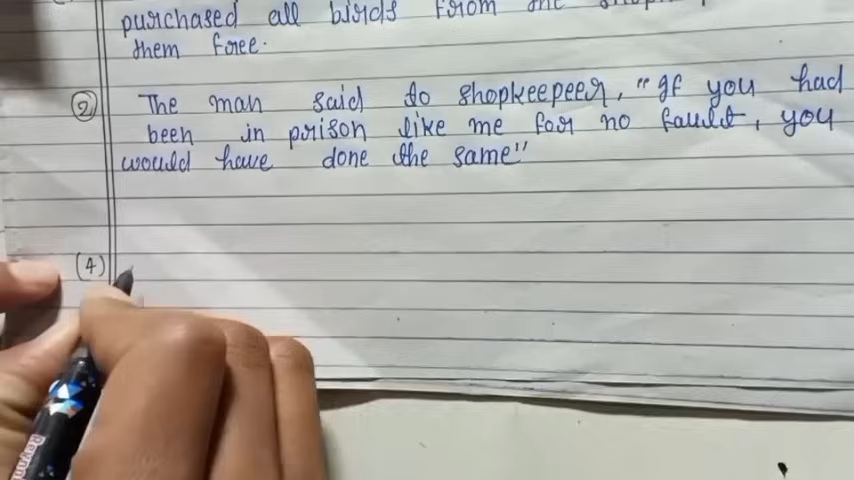 purchased all birds from the
them free.
2 The man said to shopkeeper, "If you had
been in prison like me for no fault, you
would have done the same"
(4)